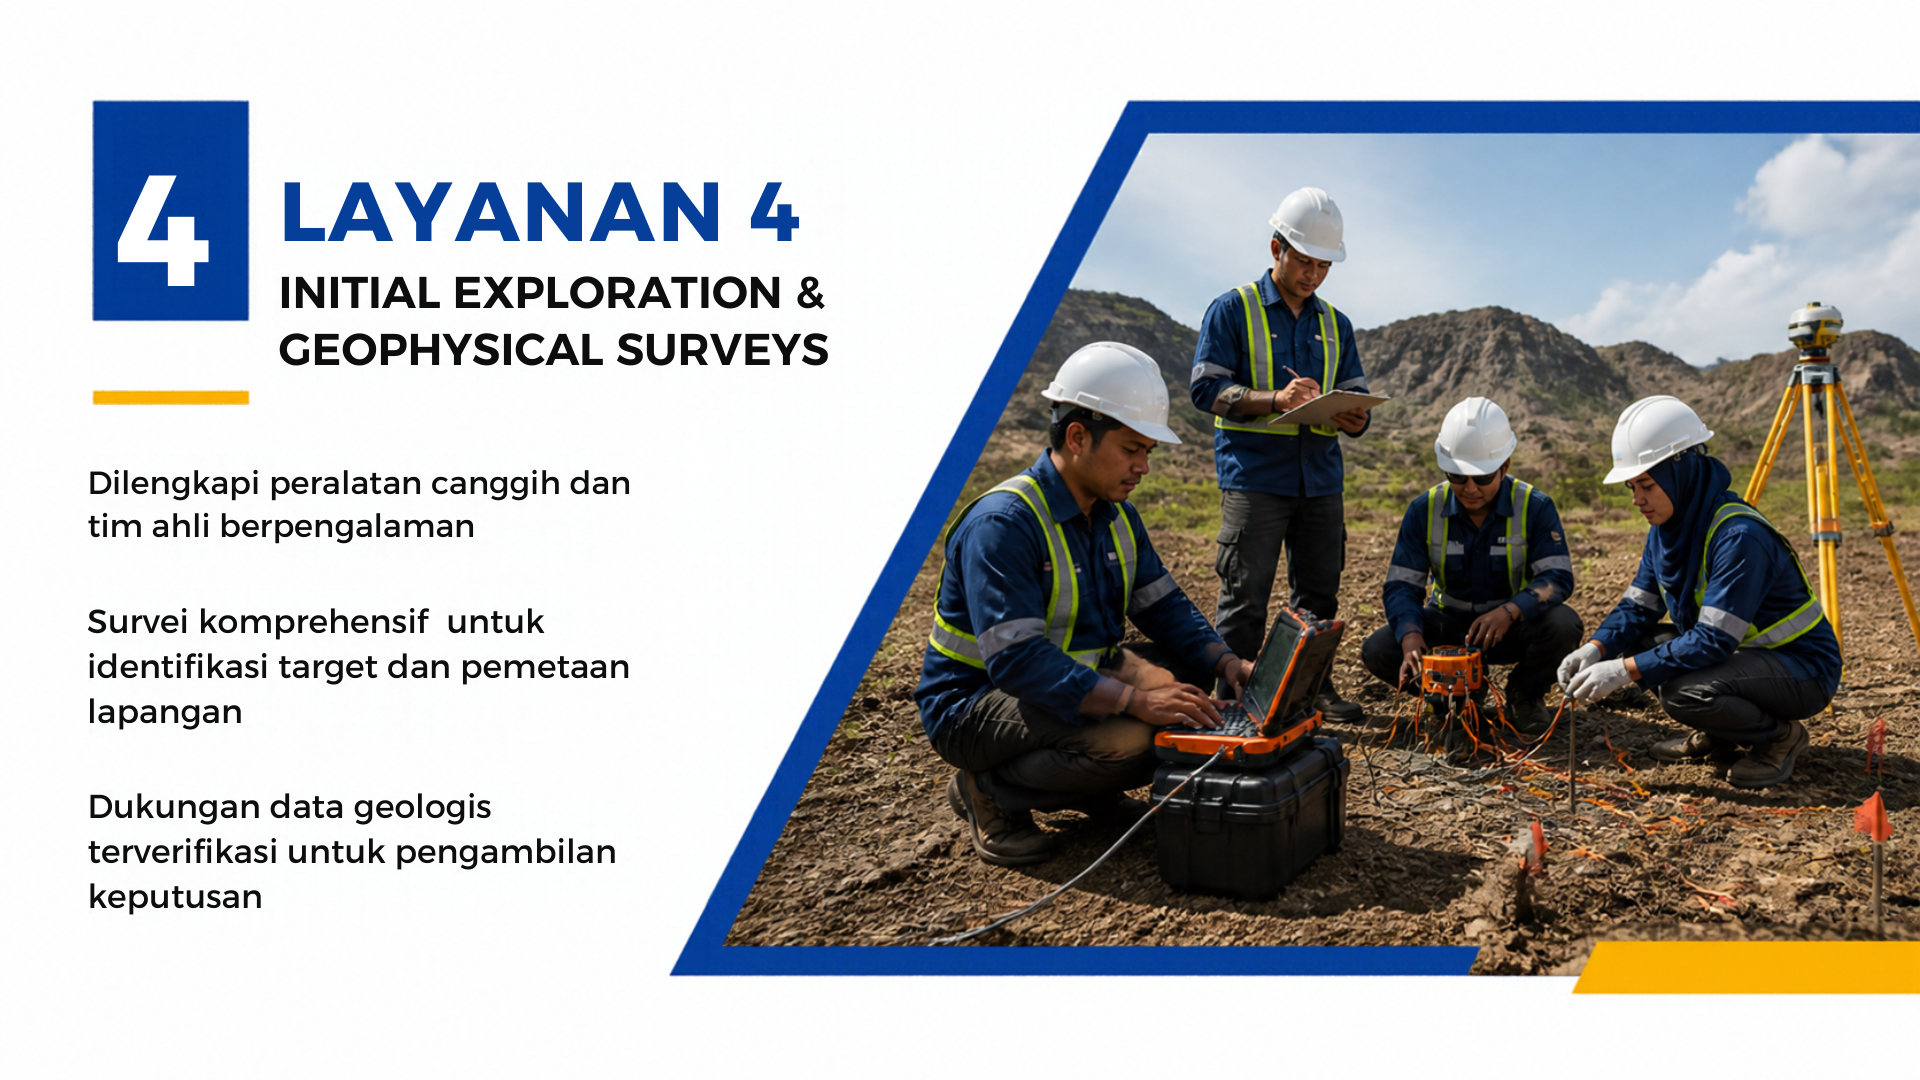 4
LAYANAN 4
INITIAL EXPLORATION &
GEOPHYSICAL SURVEYS
Dilengkapi peralatan canggih dan
tim ahli berpengalaman
Survei komprehensif  untuk
identifikasi target dan pemetaan
lapangan
Dukungan data geologis
terverifikasi untuk pengambilan
keputusan